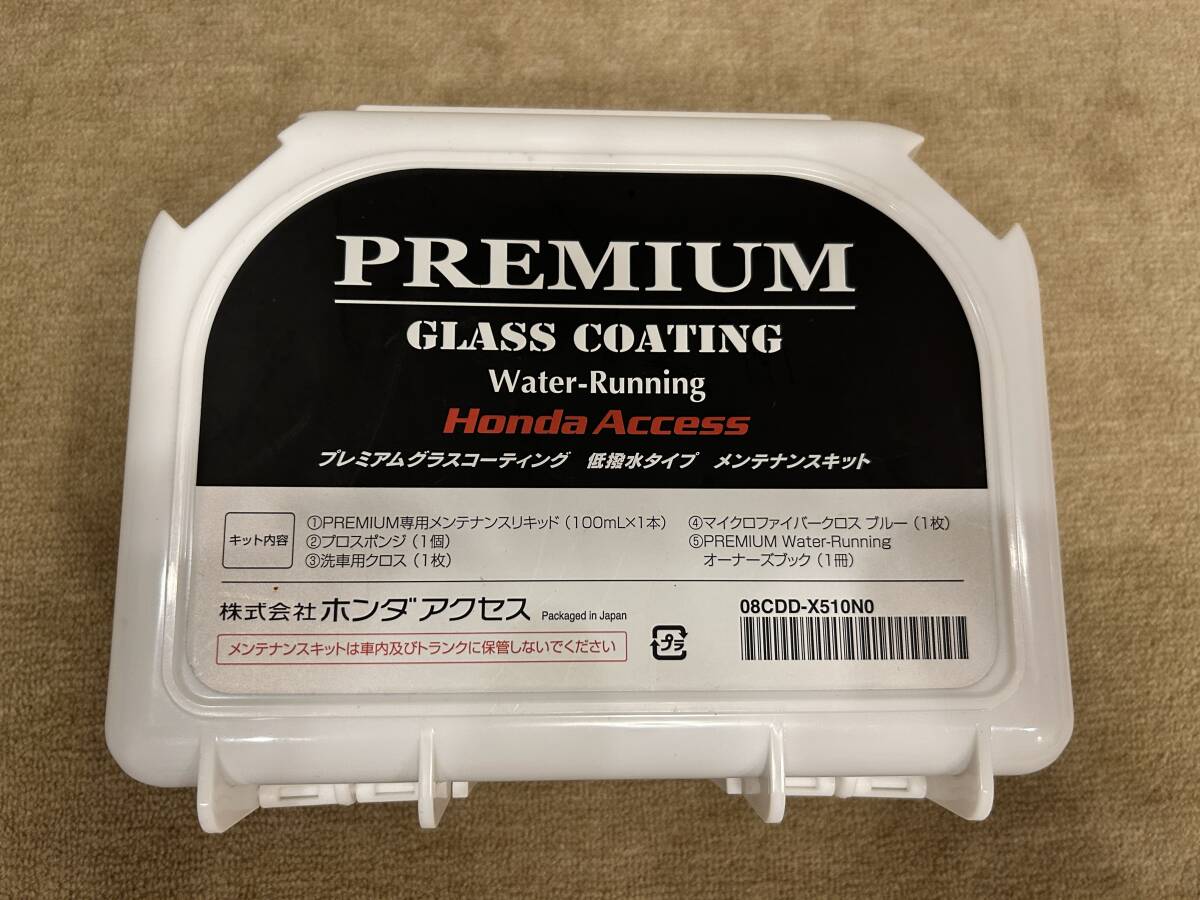 PREMIUM
GLASS COATING
Water-Running
Honda Access
プレミアムグラスコーティング 低撥水タイプ メンテナンスキット
キット内容
①PREMIUM専用メンテナンスリキッド（100mL×1本）
②プロスポンジ（1個）
③洗車用クロス（1枚）
④マイクロファイバークロス ブルー（1枚）
⑤PREMIUM Water-Running
オーナーズブック（1冊）
株式会社 ホンダアクセス Packaged in Japan
メンテナンスキットは車内及びトランクに保管しないでください
プラ
08CDD-X510N0